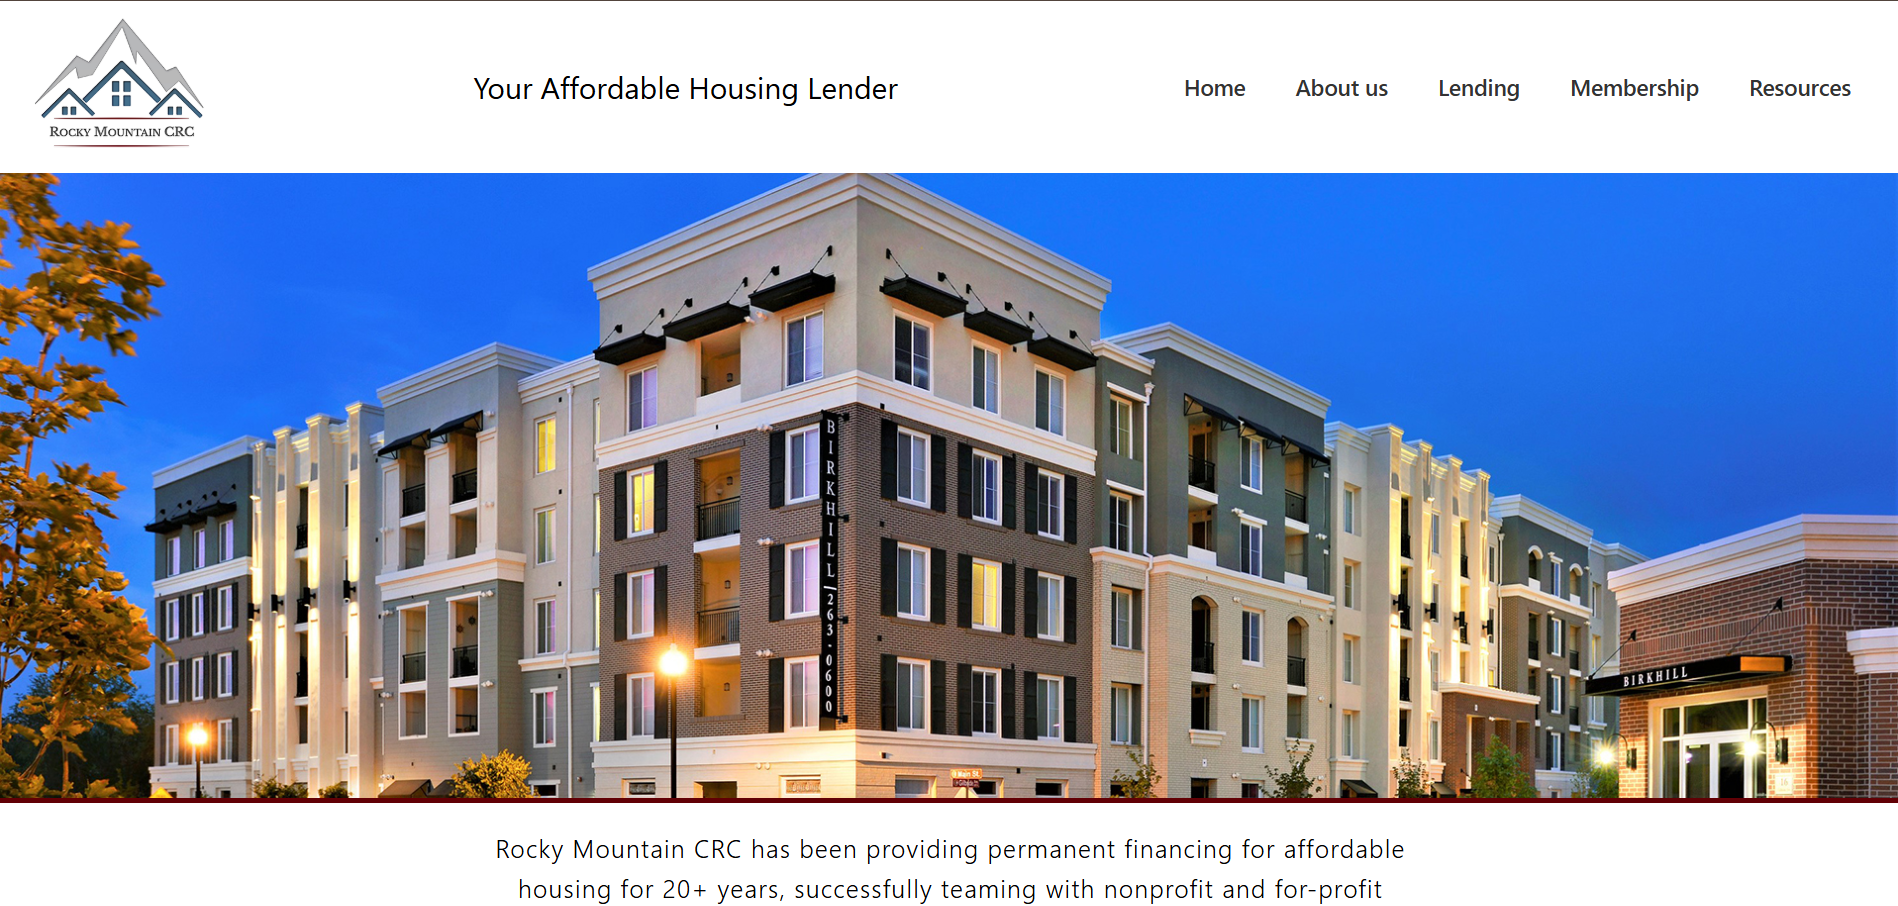 ROCKY MOUNTAIN CRC
Your Affordable Housing Lender
Home
About us
Lending
Membership
Resources
BIRKHILL 263-0600
Main St.
BIRKHILL
Rocky Mountain CRC has been providing permanent financing for affordable
housing for 20+ years, successfully teaming with nonprofit and for-profit